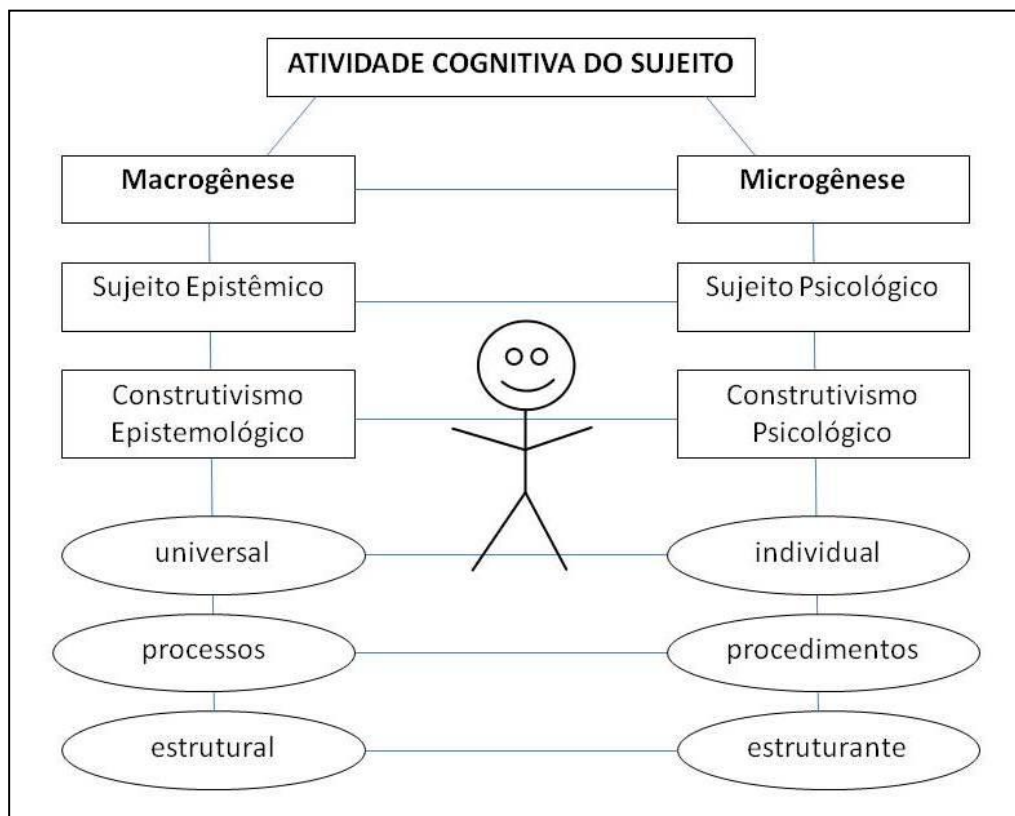 ATIVIDADE COGNITIVA DO SUJEITO
Macrogênese
Microgênese
Sujeito Epistêmico
Sujeito Psicológico
Construtivismo
Epistemológico
Construtivismo
Psicológico
universal
individual
processos
procedimentos
estrutural
estruturante